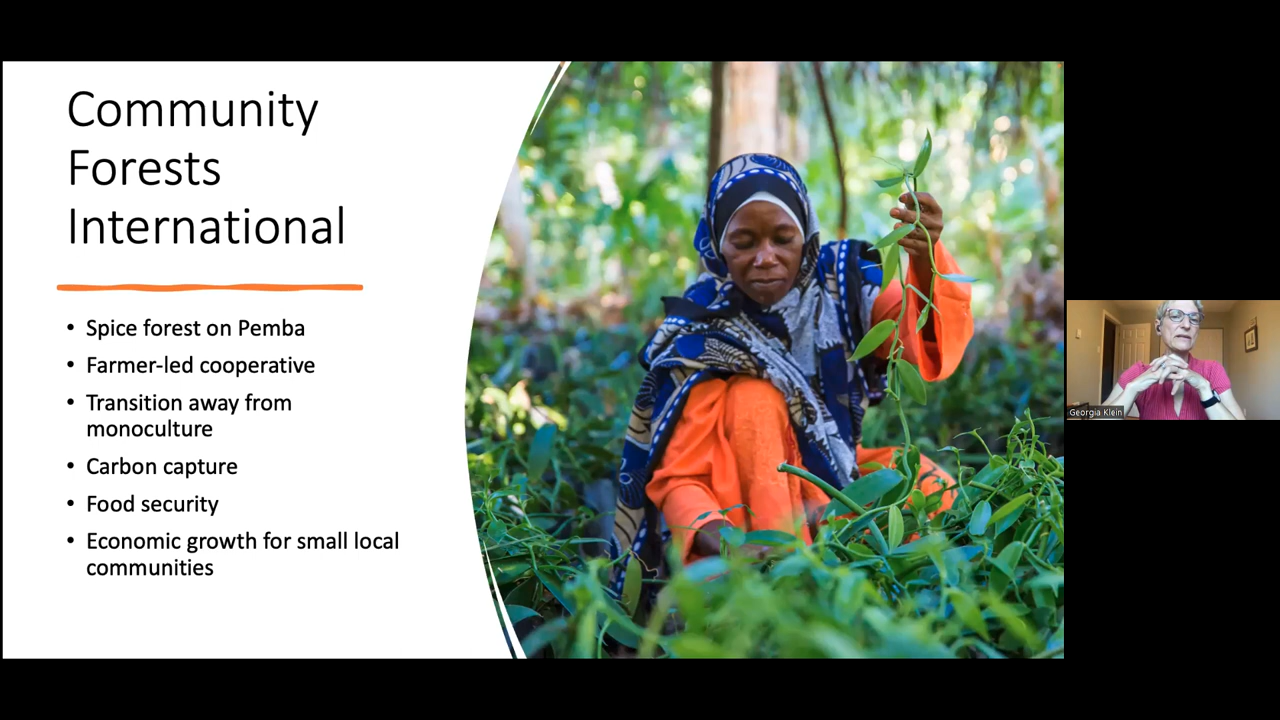 Community
Forests
International
• Spice forest on Pemba
• Farmer-led cooperative
• Transition away from
monoculture
• Carbon capture
• Food security
• Economic growth for small local
communities
Georgia Klein